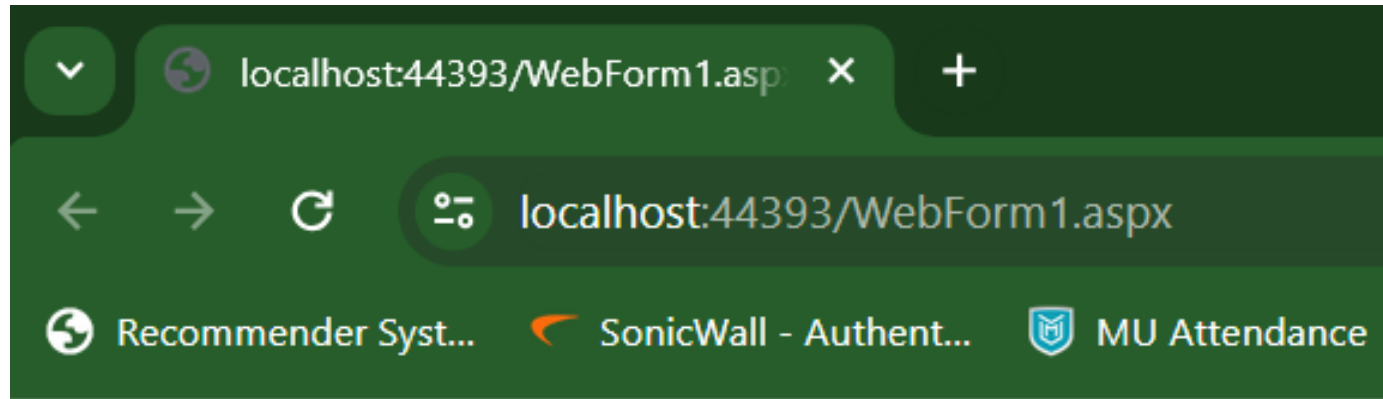 localhost:44393/WebForm1.asp
localhost:44393/WebForm1.aspx
Recommender Syst... SonicWall - Authent... MU Attendance